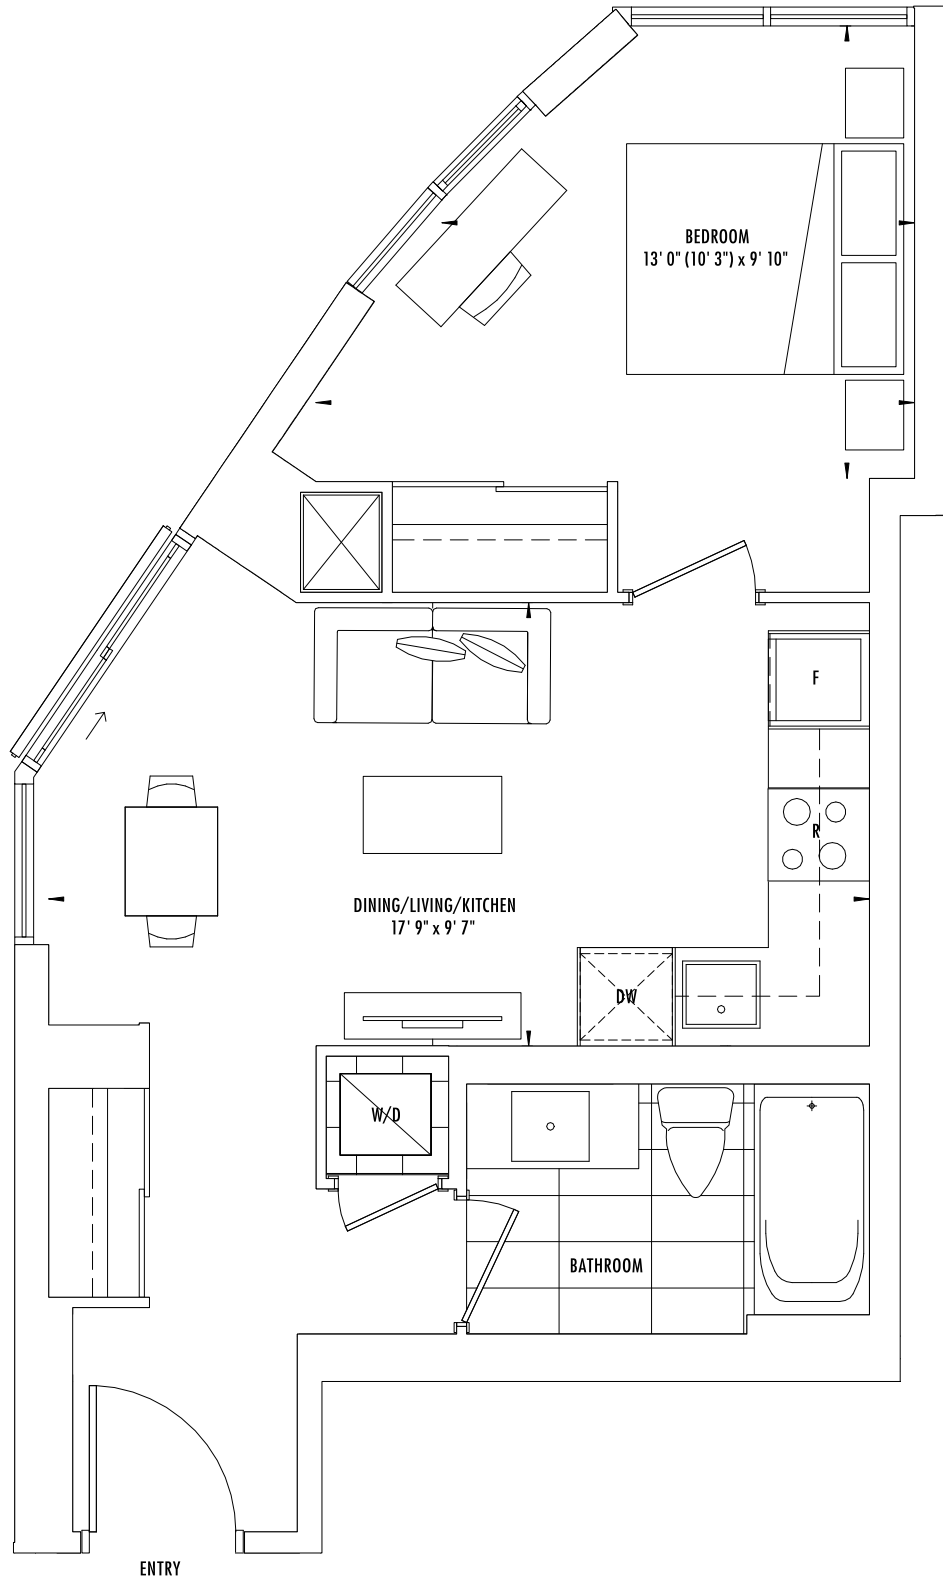 BEDROOM
13' 0" (10' 3") x 9' 10"
F
R
DINING/LIVING/KITCHEN
17' 9" x 9' 7"
DW
W/D
BATHROOM
ENTRY